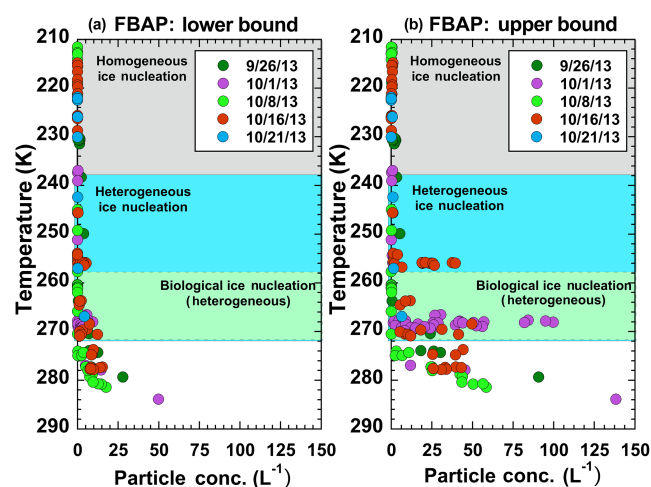 (a) FBAP: lower bound
(b) FBAP: upper bound
Temperature (K)
210
220
230
240
250
260
270
280
290
Homogeneous
ice nucleation
9/26/13
10/1/13
10/8/13
10/16/13
10/21/13
Heterogeneous
ice nucleation
Biological ice nucleation
(heterogeneous)
0 25 50 75 100 125 150
Particle conc. (L⁻¹)
Temperature (K)
210
220
230
240
250
260
270
280
290
Homogeneous
ice nucleation
9/26/13
10/1/13
10/8/13
10/16/13
10/21/13
Heterogeneous
ice nucleation
Biological ice nucleation
(heterogeneous)
0 25 50 75 100 125 150
Particle conc. (L⁻¹)